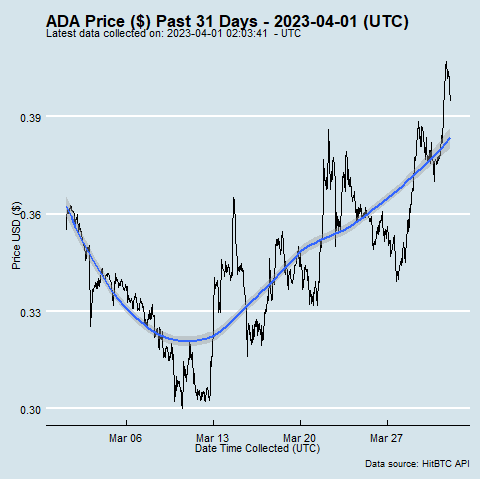 ADA Price ($) Past 31 Days - 2023-04-01 (UTC)
Latest data collected on: 2023-04-01 02:03:41 - UTC
0.39
0.36
0.33
0.30
Price USD ($)
Mar 06 Mar 13 Mar 20 Mar 27
Date Time Collected (UTC)
Data source: HitBTC API